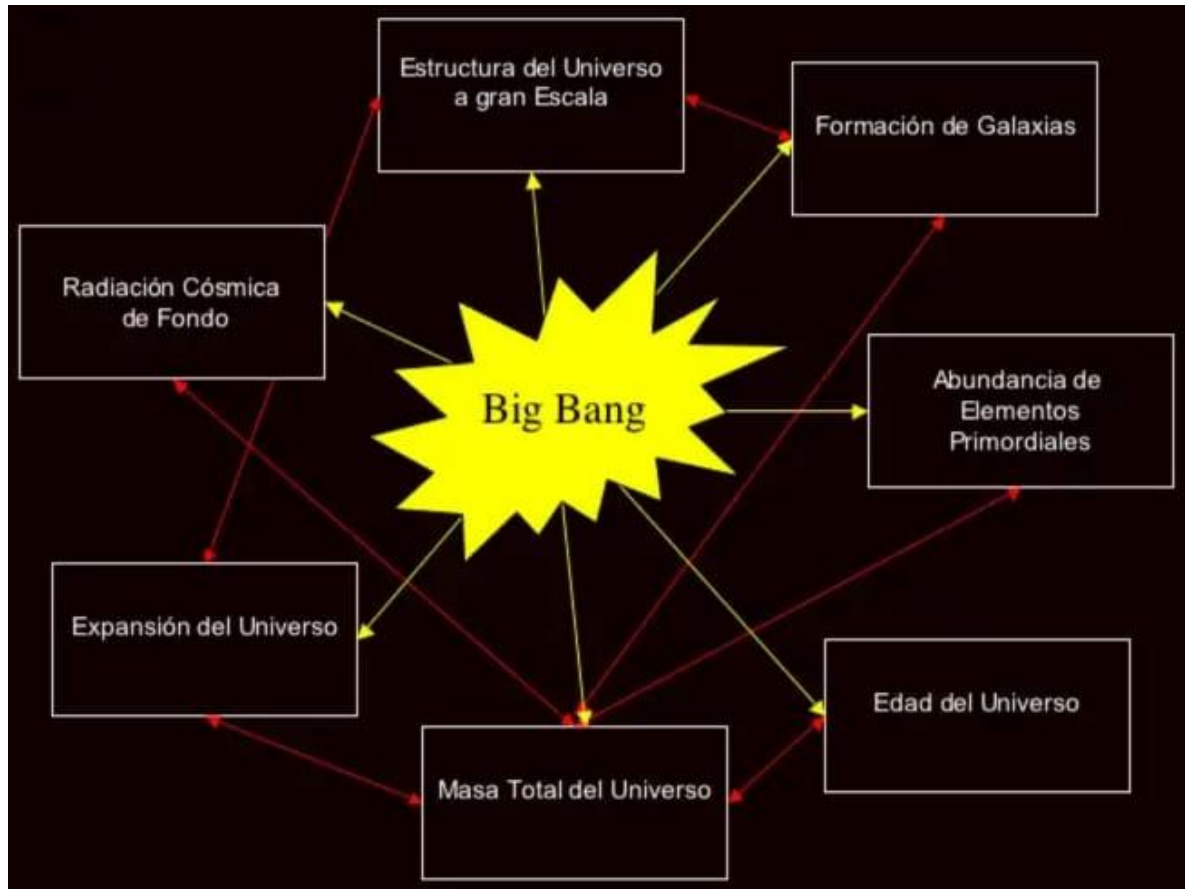 Estructura del Universo
a gran Escala
Formación de Galaxias
Radiación Cósmica
de Fondo
Big Bang
Abundancia de
Elementos
Primordiales
Expansión del Universo
Edad del Universo
Masa Total del Universo